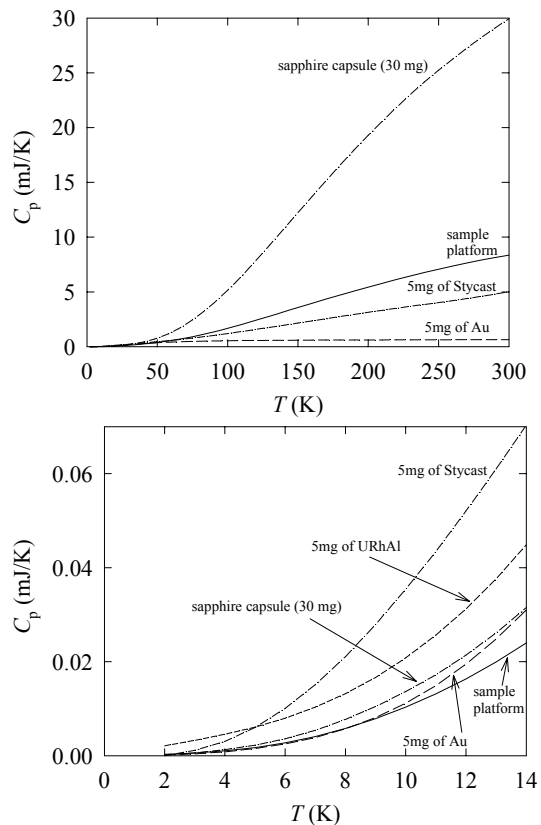 30
25
20
15
10
5
0
C_p (mJ/K)
sapphire capsule (30 mg)
sample
platform
5mg of Stycast
5mg of Au
0 50 100 150 200 250 300
T (K)
0.06
0.04
0.02
0.00
C_p (mJ/K)
5mg of Stycast
5mg of URhAl
sapphire capsule (30 mg)
sample
platform
5mg of Au
0 2 4 6 8 10 12 14
T (K)